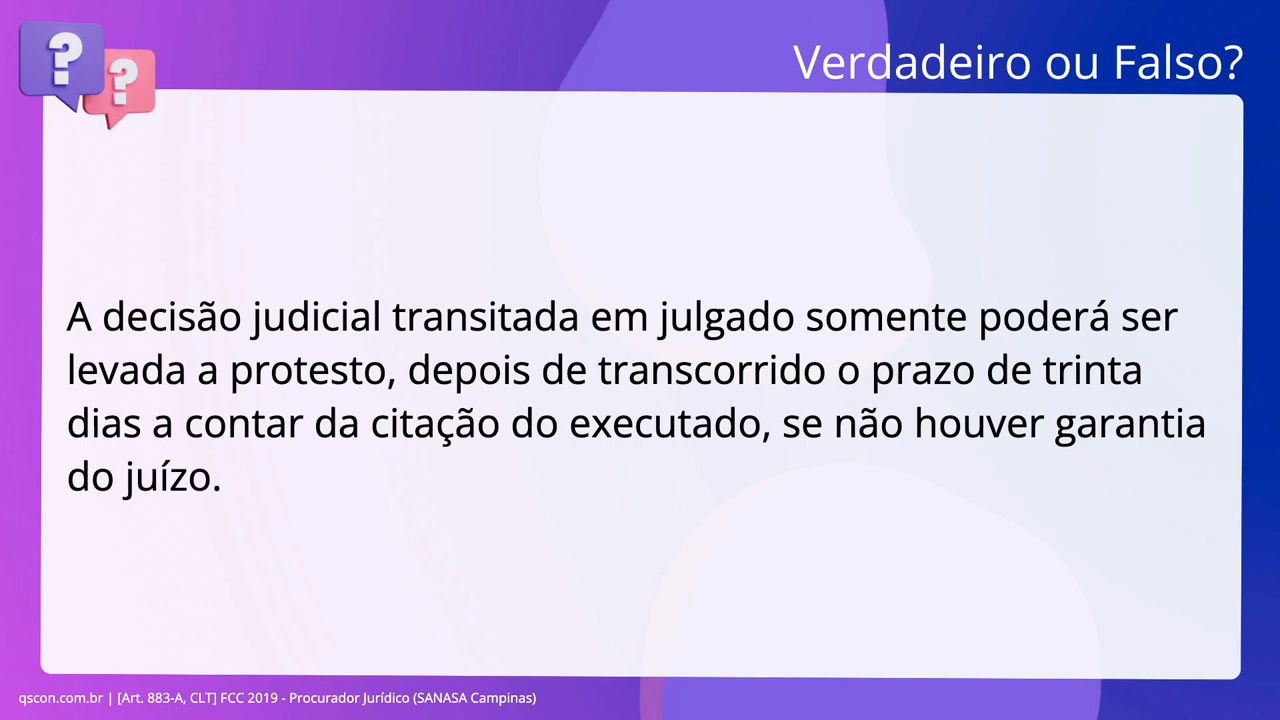 ? ?
Verdadeiro ou Falso?
A decisão judicial transitada em julgado somente poderá ser
levada a protesto, depois de transcorrido o prazo de trinta
dias a contar da citação do executado, se não houver garantia
do juízo.
qscon.com.br | [Art. 883-A, CLT] FCC 2019 - Procurador Jurídico (SANASA Campinas)